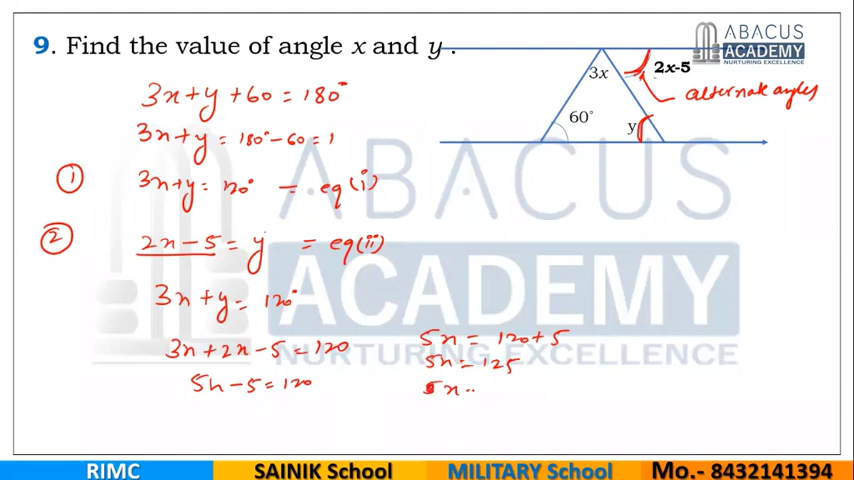 9. Find the value of angle x and y .
ABACUS
ACADEMY
NURTURING EXCELLENCE
3x
2x-5
alternate angles
60°
y
3x+y+60=180°
3x+y=180°-60=1
① 3x+y=120° = eq(i)
② 2x-5=y = eq(ii)
3x+y=120°
3x+2x-5=120
5x-5=120
5x=120+5
5x=125
5x
ABACUS
ACADEMY
NURTURING EXCELLENCE
RIMC SAINIK School MILITARY School Mo.- 8432141394